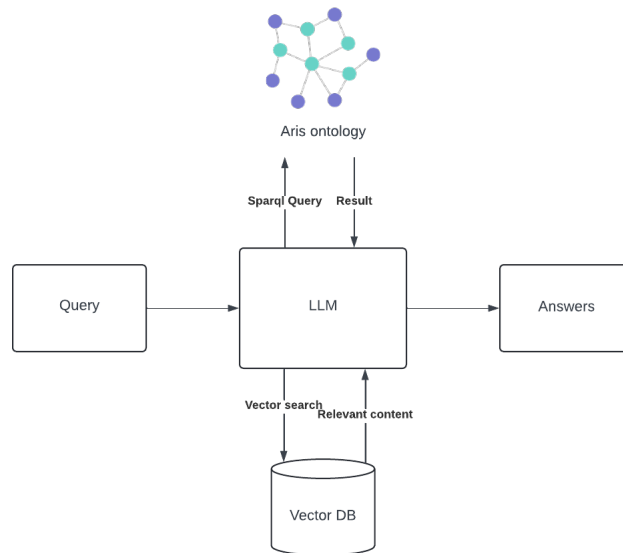 Aris ontology
Sparql Query
Result
Query
LLM
Answers
Vector search
Relevant content
Vector DB